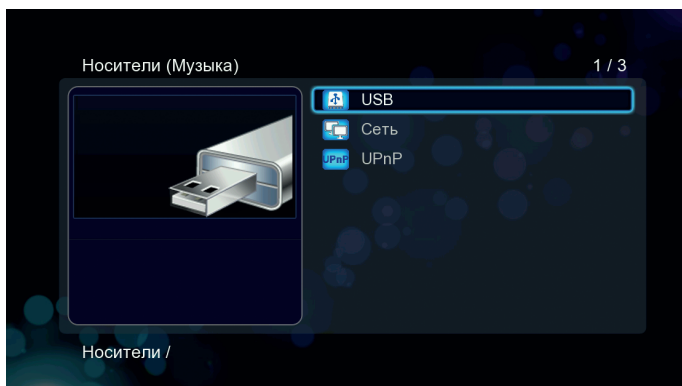 Носители (Музыка) 1 / 3
USB
Сеть
UPnP UPnP
Носители /